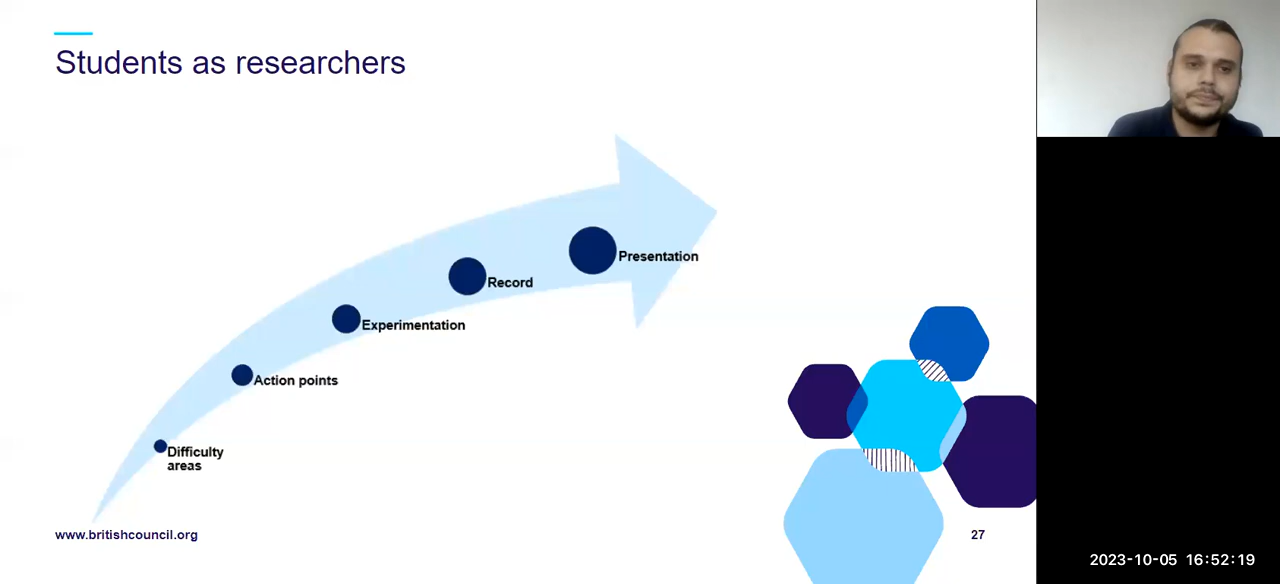 Students as researchers
Presentation
Record
Experimentation
Action points
Difficulty
areas
www.britishcouncil.org
27
2023-10-05 16:52:19